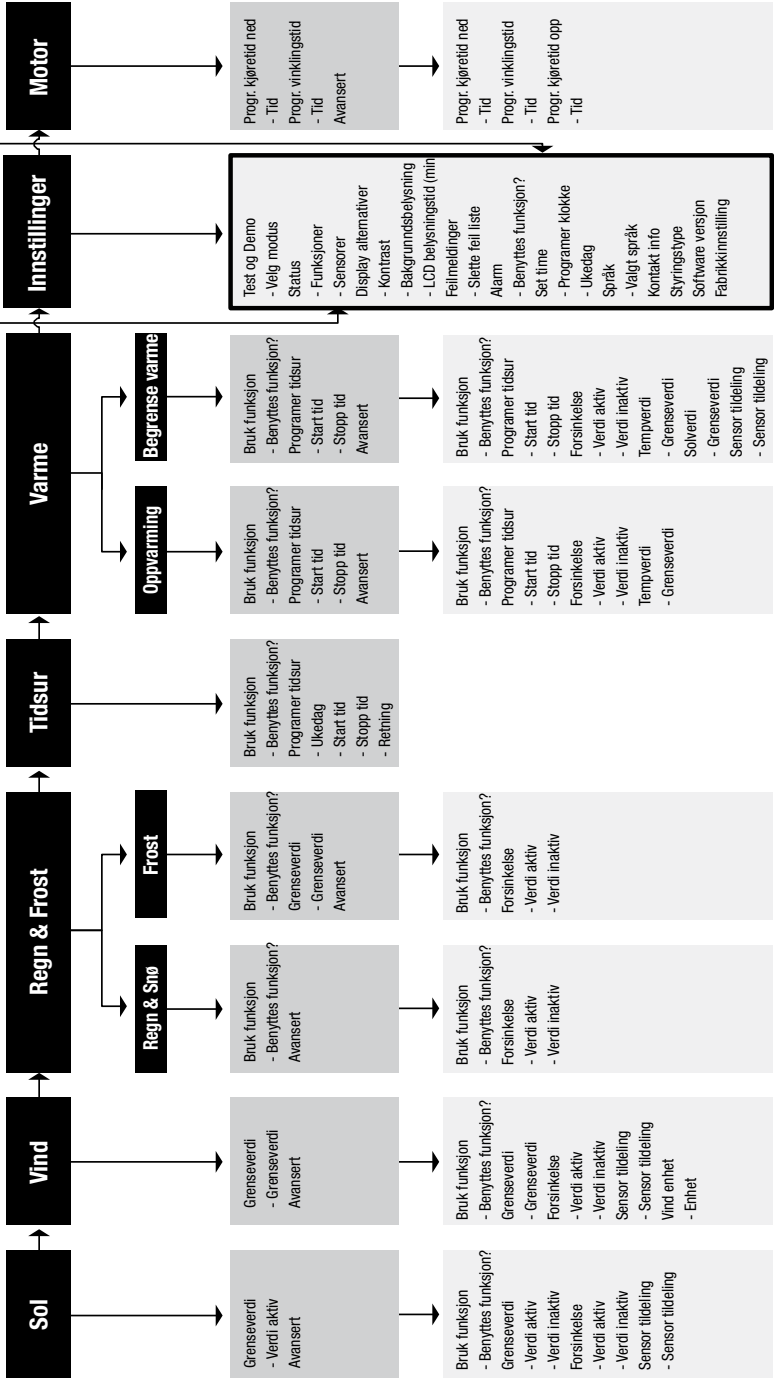 Sol
Grenseverdi
- Verdi aktiv
Avansert
Bruk funksjon
- Benyttes funksjon?
Grenseverdi
- Verdi aktiv
- Verdi inaktiv
Forsinkelse
- Verdi aktiv
- Verdi inaktiv
Sensor tildeling
- Sensor tildeling
Vind
Grenseverdi
- Grenseverdi
Avansert
Bruk funksjon
- Benyttes funksjon?
Grenseverdi
- Grenseverdi
Forsinkelse
- Verdi aktiv
- Verdi inaktiv
Sensor tildeling
- Sensor tildeling
Vind enhet
- Enhet
Regn & Frost
Regn & Snø
Bruk funksjon
- Benyttes funksjon?
Avansert
Bruk funksjon
- Benyttes funksjon?
Forsinkelse
- Verdi aktiv
- Verdi inaktiv
Frost
Bruk funksjon
- Benyttes funksjon?
Grenseverdi
- Grenseverdi
Avansert
Bruk funksjon
- Benyttes funksjon?
Forsinkelse
- Verdi aktiv
- Verdi inaktiv
Tidsur
Bruk funksjon
- Benyttes funksjon?
Programer tidsur
- Ukedag
- Start tid
- Stopp tid
- Retning
Varme
Oppvarming
Bruk funksjon
- Benyttes funksjon?
Programer tidsur
- Start tid
- Stopp tid
Avansert
Bruk funksjon
- Benyttes funksjon?
Programer tidsur
- Start tid
- Stopp tid
Forsinkelse
- Verdi aktiv
- Verdi inaktiv
Tempverdi
- Grenseverdi
Begrense varme
Bruk funksjon
- Benyttes funksjon?
Programer tidsur
- Start tid
- Stopp tid
Avansert
Bruk funksjon
- Benyttes funksjon?
Programer tidsur
- Start tid
- Stopp tid
Forsinkelse
- Verdi aktiv
- Verdi inaktiv
Tempverdi
- Grenseverdi
Solverti
- Grenseverdi
Sensor tildeling
- Sensor tildeling
Innstillinger
Test og Demo
- Velg modus
Status
- Funksjoner
- Sensorer
Display alternativer
- Kontrast
- Bakgrunndsbelysning
- LCD belysningstid (min
Feilmeldinger
- Slette feil liste
Alarm
- Benyttes funksjon?
Set time
- Programer klokke
- Ukedag
Språk
- Valgt språk
Kontakt info
Styringstype
Software versjon
Fabrikkinnstilling
Motor
Progr. kjøretid ned
- Tid
Progr. vinklingstid
- Tid
Avansert
Progr. kjøretid ned
- Tid
Progr. vinklingstid
- Tid
Progr. kjøretid opp
- Tid